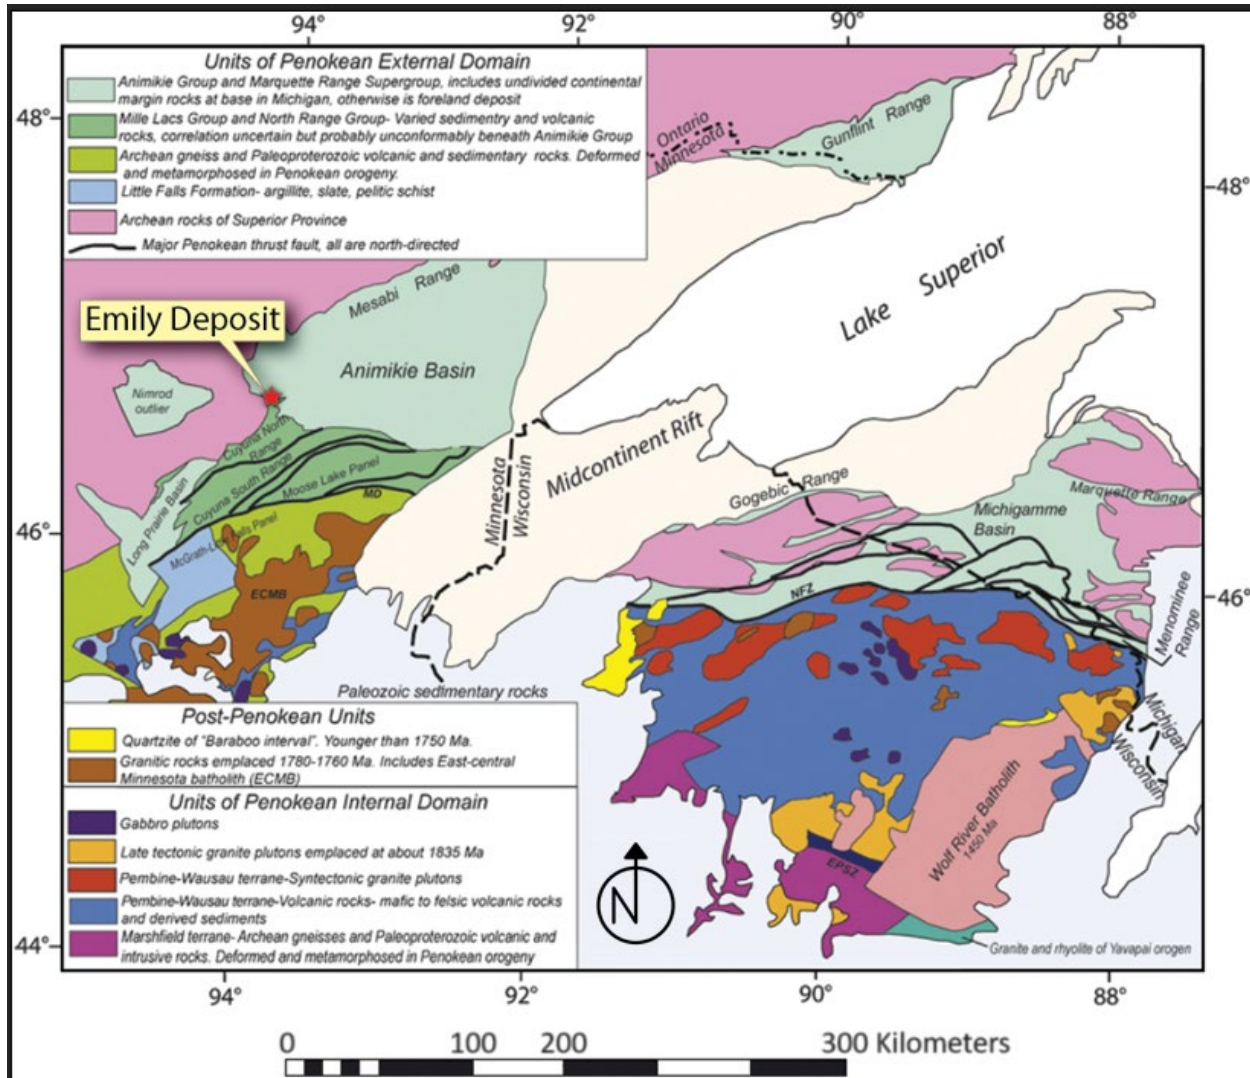 94°
92°
90°
88°
Units of Penokean External Domain
Animikie Group and Marquette Range Supergroup, includes undivided continental
margin rocks at base in Michigan, otherwise is foreland deposit
Mille Lacs Group and North Range Group- Varied sedimentry and volcanic
rocks, correlation uncertain but probably unconformably beneath Animikie Group
Archean gneiss and Paleoproterozoic volcanic and sedimentary rocks. Deformed
and metamorphosed in Penokean orogeny.
Little Falls Formation- argillite, slate, pelitic schist
Archean rocks of Superior Province
Major Penokean thrust fault, all are north-directed
48°
48°
Ontario
Minnesota
Gunflint Range
Lake Superior
Mesabi Range
Emily Deposit
Animikie Basin
Nimrod
outlier
Cuyuna North
Range
Cuyuna South Range
Moose Lake Panel
MD
Long Prairie Basin
McGrath-Little Falls Panel
ECMB
Minnesota
Wisconsin
Midcontinent Rift
Gogebic Range
Marquette Range
Michigamme
Basin
46°
46°
NFZ
Menominee
Range
Paleozoic sedimentary rocks
Michigan
Wisconsin
Post-Penokean Units
Quartzite of "Baraboo interval". Younger than 1750 Ma.
Granitic rocks emplaced 1780-1760 Ma. Includes East-central
Minnesota batholith (ECMB)
Units of Penokean Internal Domain
Gabbro plutons
Late tectonic granite plutons emplaced at about 1835 Ma
Pembine-Wausau terrane-Syntectonic granite plutons
Pembine-Wausau terrane-Volcanic rocks- mafic to felsic volcanic rocks
and derived sediments
Marshfield terrane- Archean gneisses and Paleoproterozoic volcanic and
intrusive rocks. Deformed and metamorphosed in Penokean orogeny
Wolf River Batholith
1450 Ma
EPSZ
N
Granite and rhyolite of Yavapai orogen
44°
94°
92°
90°
88°
0 100 200 300 Kilometers